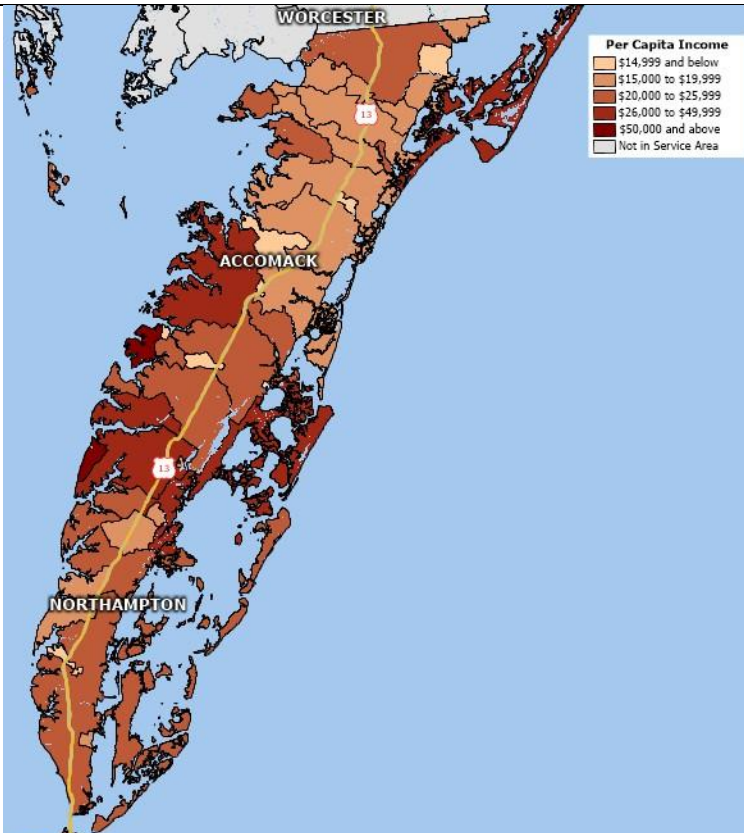 WORCESTER
Per Capita Income
$14,999 and below
$15,000 to $19,999
$20,000 to $25,999
$26,000 to $49,999
$50,000 and above
Not in Service Area
13
ACCOMACK
13
NORTHAMPTON